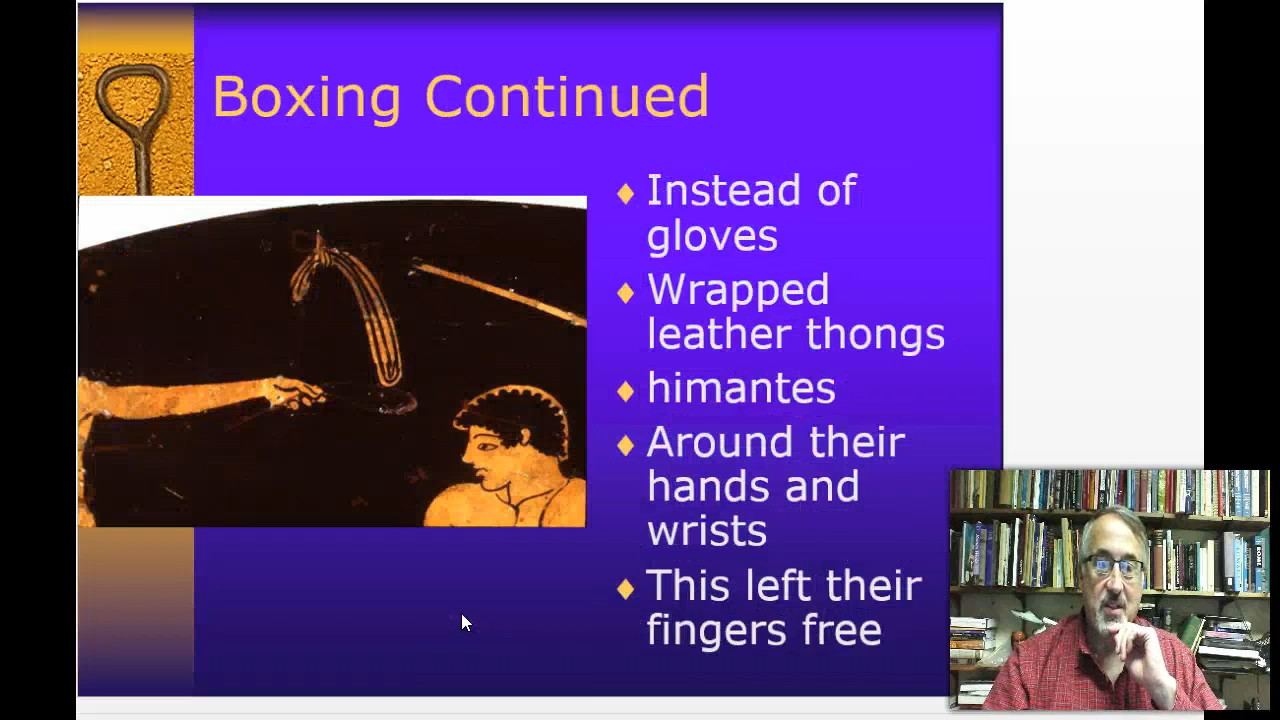 Boxing Continued
Instead of
gloves
Wrapped
leather thongs
himantes
Around their
hands and
wrists
This left their
fingers free